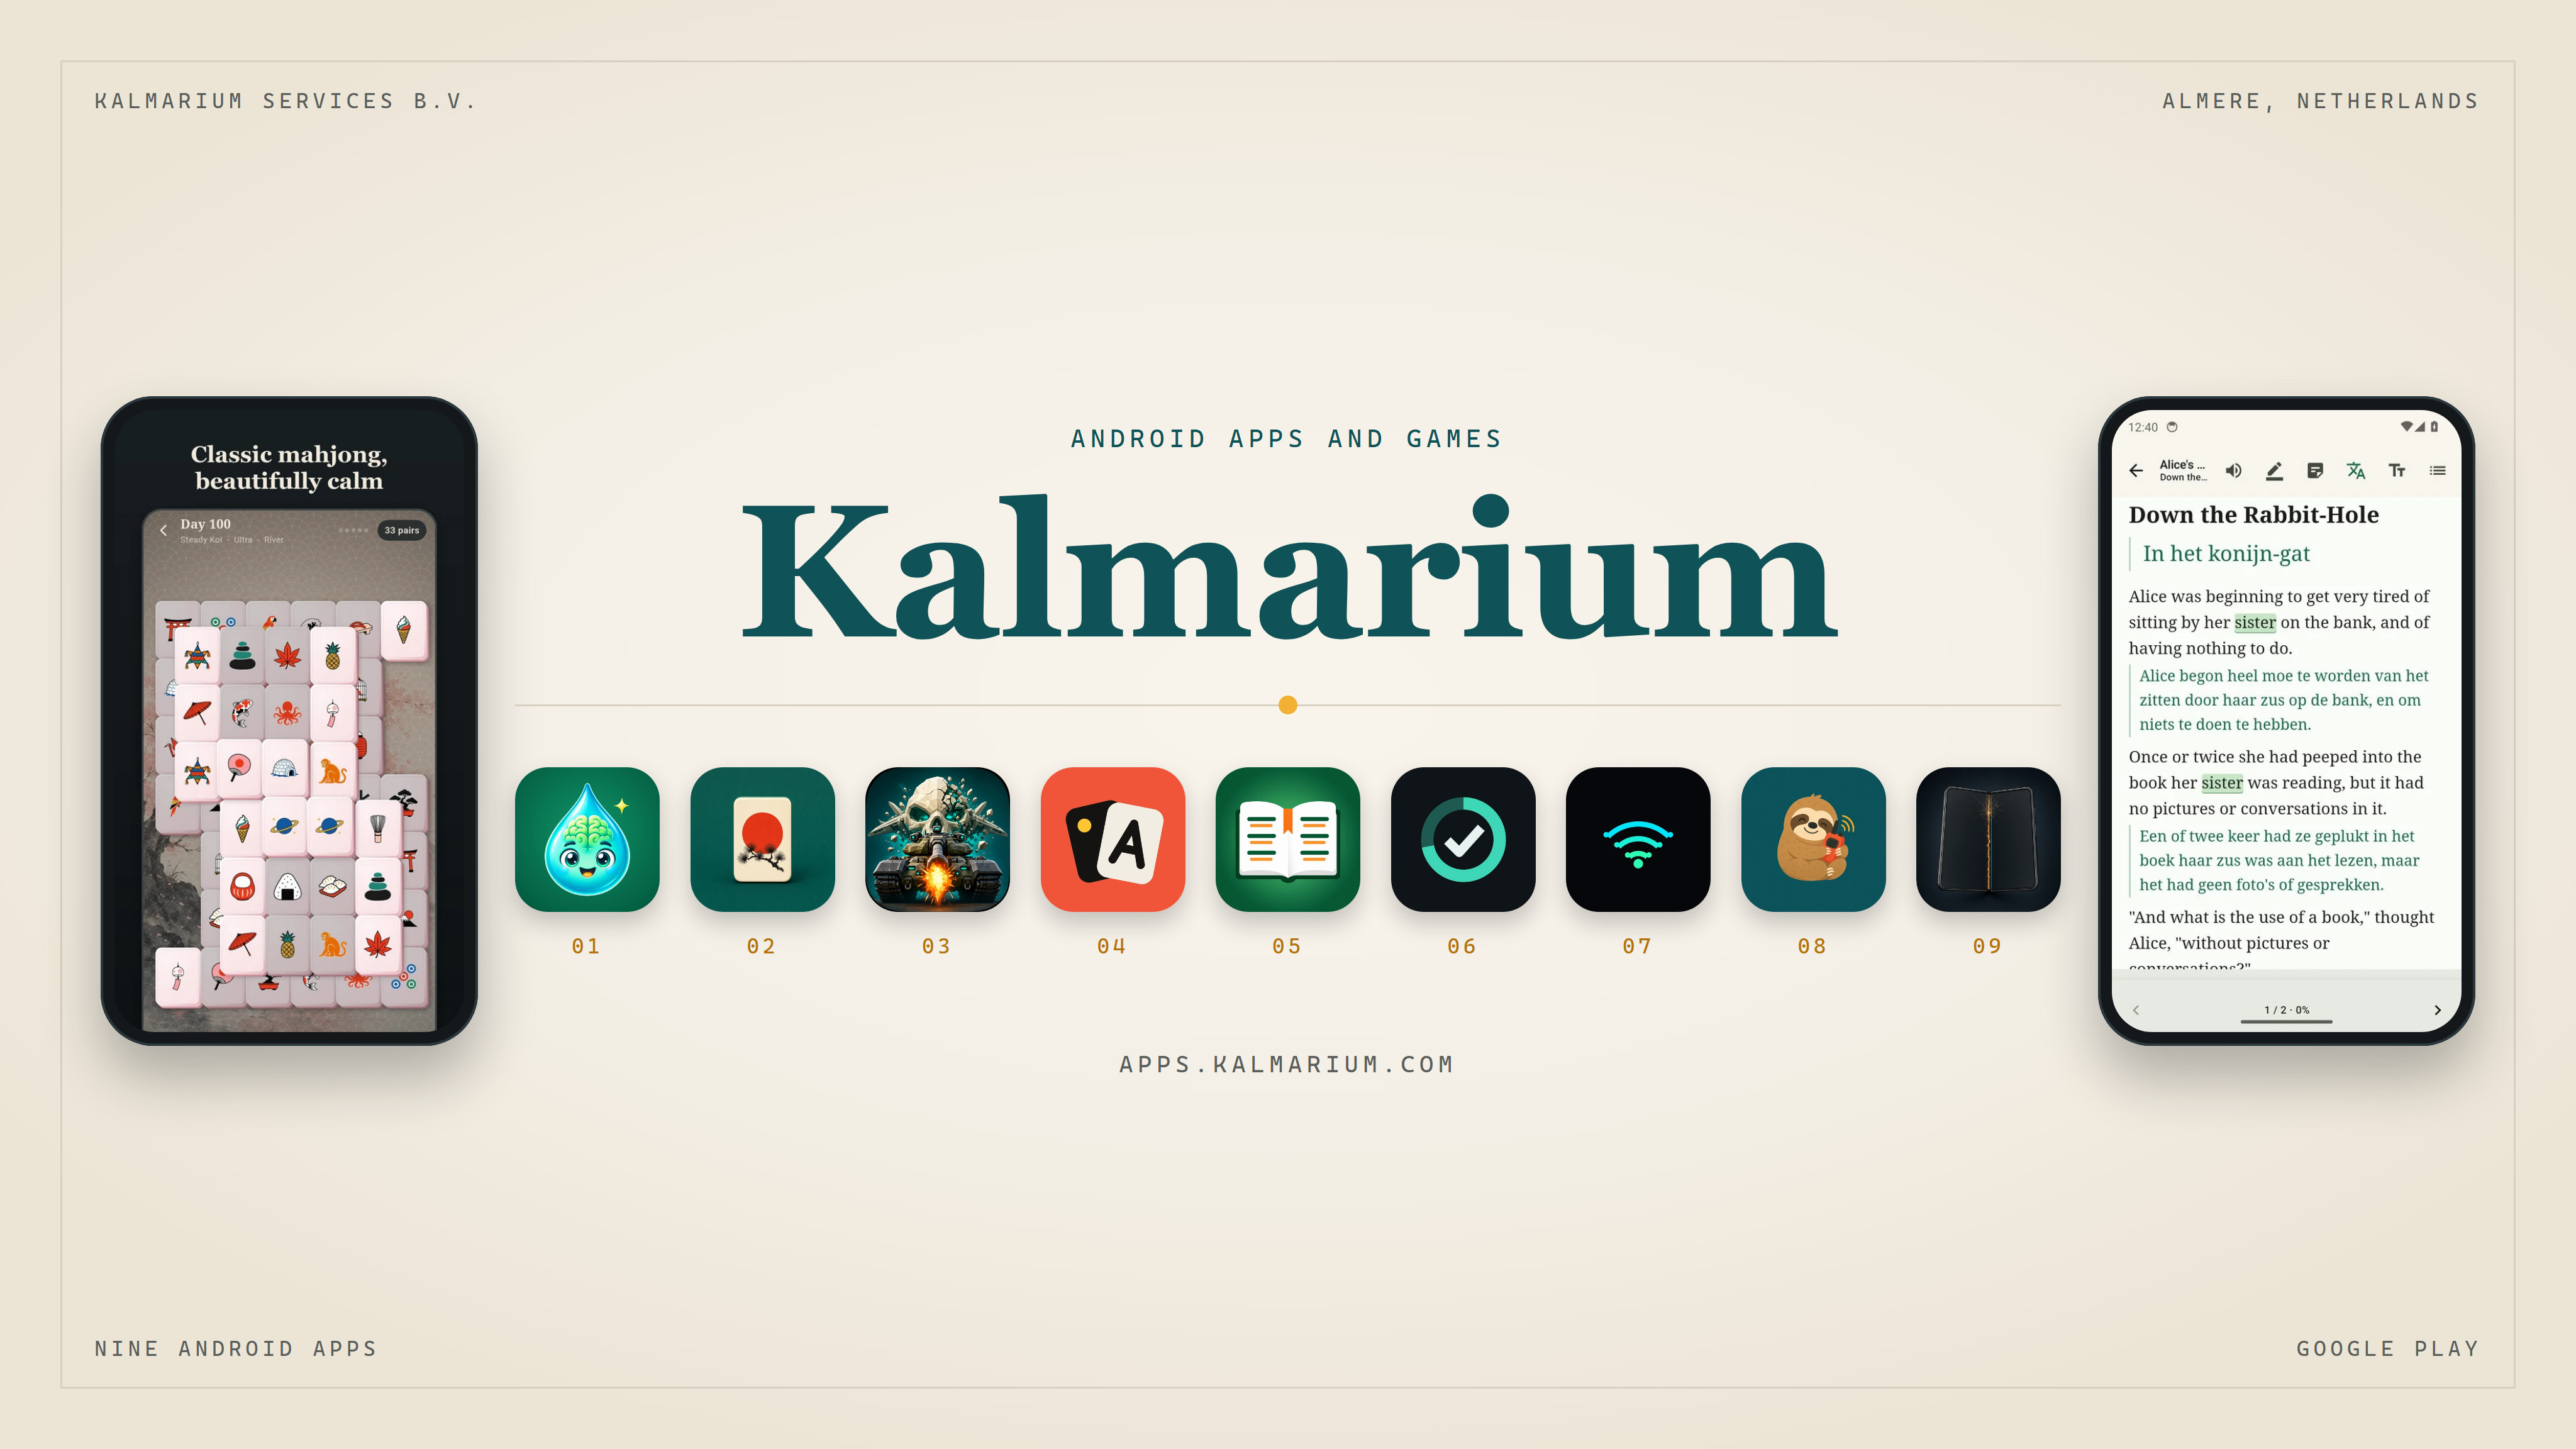 KALMARIUM SERVICES B.V.
ALMERE, NETHERLANDS
Classic mahjong,
beautifully calm
Day 100
Steady Koi · Ultra · River
33 pairs
ANDROID APPS AND GAMES
Kalmarium
01
02
03
04
05
06
07
08
09
APPS.KALMARIUM.COM
12:40
Alice's ...
Down the...
Down the Rabbit-Hole
In het konijn-gat
Alice was beginning to get very tired of
sitting by her sister on the bank, and of
having nothing to do.
Alice begon heel moe te worden van het
zitten door haar zus op de bank, en om
niets te doen te hebben.
Once or twice she had peeped into the
book her sister was reading, but it had
no pictures or conversations in it.
Een of twee keer had ze geplukt in het
boek haar zus was aan het lezen, maar
het had geen foto's of gesprekken.
"And what is the use of a book," thought
Alice, "without pictures or
conversations?"
1 / 2 · 0%
NINE ANDROID APPS
GOOGLE PLAY